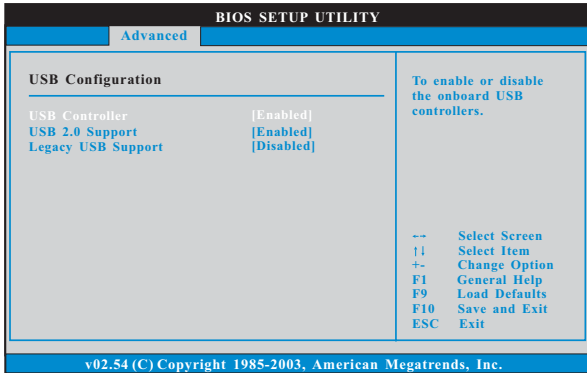 BIOS SETUP UTILITY
Advanced
USB Configuration
USB Controller [Enabled]
USB 2.0 Support [Enabled]
Legacy USB Support [Disabled]
To enable or disable
the onboard USB
controllers.
←→ Select Screen
↑↓ Select Item
+- Change Option
F1 General Help
F9 Load Defaults
F10 Save and Exit
ESC Exit
v02.54 (C) Copyright 1985-2003, American Megatrends, Inc.